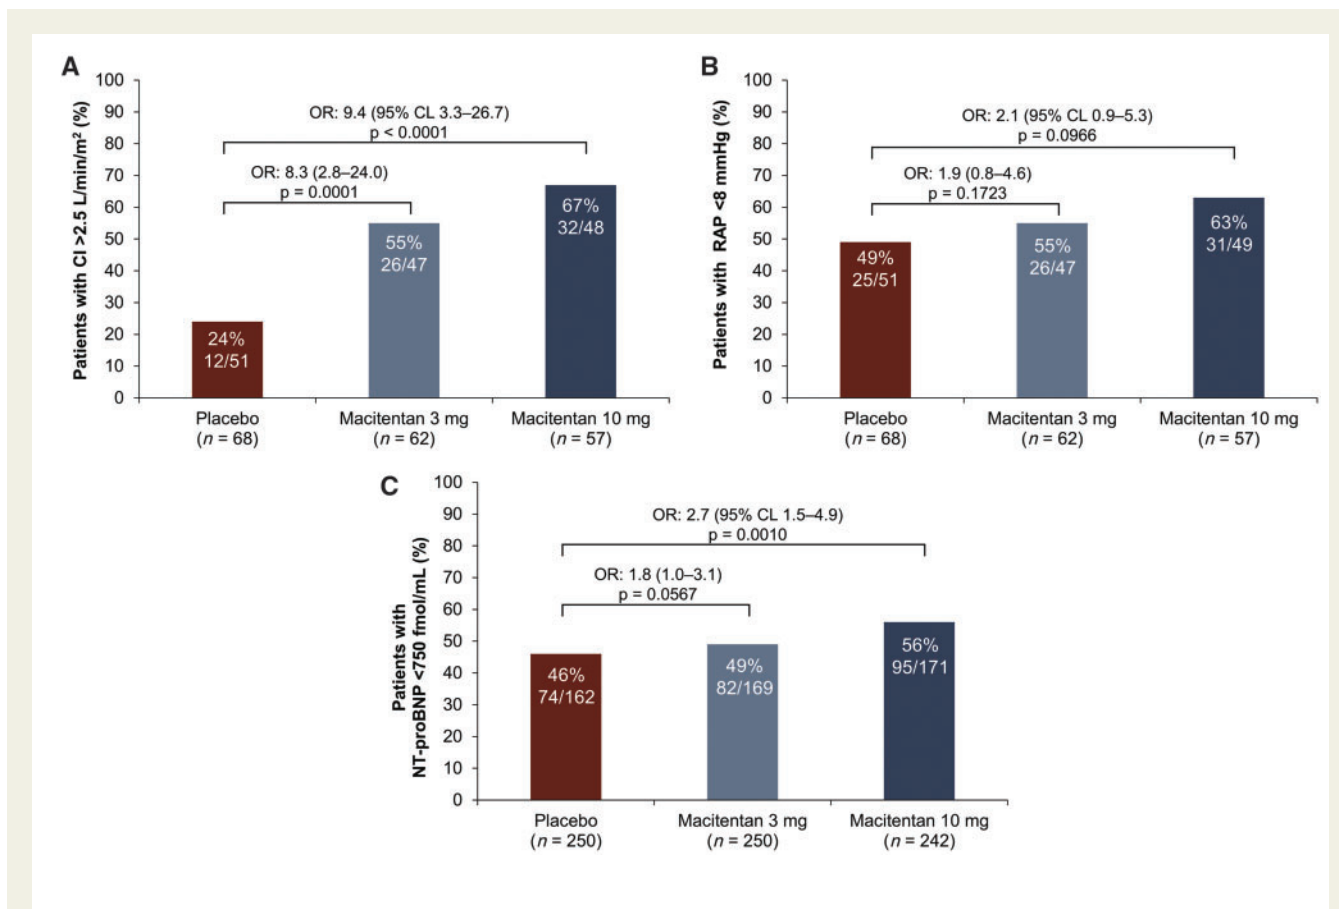 A
Patients with CI >2.5 L/min/m² (%)
100
90
80
70
60
50
40
30
20
10
0
OR: 9.4 (95% CL 3.3–26.7)
p < 0.0001
OR: 8.3 (2.8–24.0)
p = 0.0001
24%
12/51
55%
26/47
67%
32/48
Placebo
(n = 68)
Macitentan 3 mg
(n = 62)
Macitentan 10 mg
(n = 57)
B
Patients with RAP <8 mmHg (%)
100
90
80
70
60
50
40
30
20
10
0
OR: 2.1 (95% CL 0.9–5.3)
p = 0.0966
OR: 1.9 (0.8–4.6)
p = 0.1723
49%
25/51
55%
26/47
63%
31/49
Placebo
(n = 68)
Macitentan 3 mg
(n = 62)
Macitentan 10 mg
(n = 57)
C
Patients with
NT-proBNP <750 fmol/mL (%)
100
90
80
70
60
50
40
30
20
10
0
OR: 2.7 (95% CL 1.5–4.9)
p = 0.0010
OR: 1.8 (1.0–3.1)
p = 0.0567
46%
74/162
49%
82/169
56%
95/171
Placebo
(n = 250)
Macitentan 3 mg
(n = 250)
Macitentan 10 mg
(n = 242)